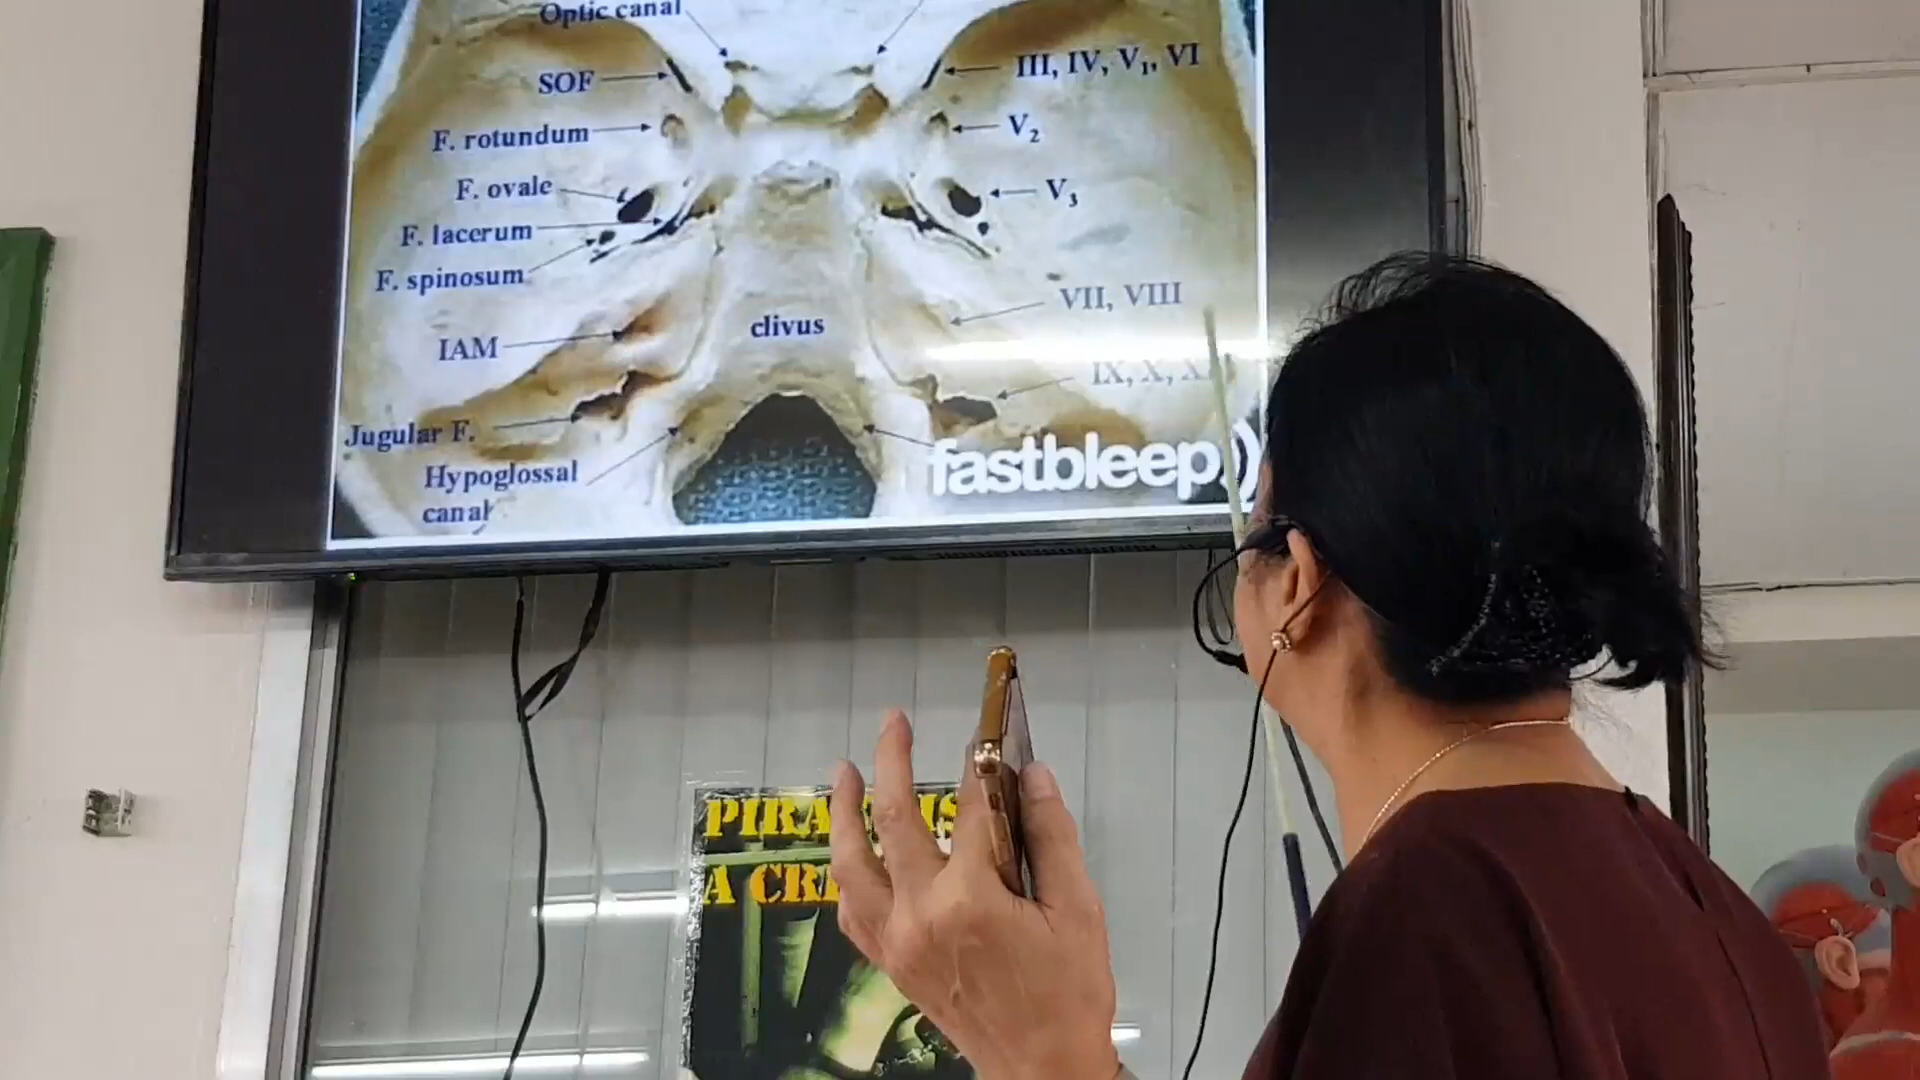 Optic canal
SOF
III, IV, V₁, VI
F. rotundum
V₂
F. ovale
V₃
F. lacerum
F. spinosum
VII, VIII
clivus
IAM
IX, X,
Jugular F.
fastbleep))
Hypoglossal
canal
A